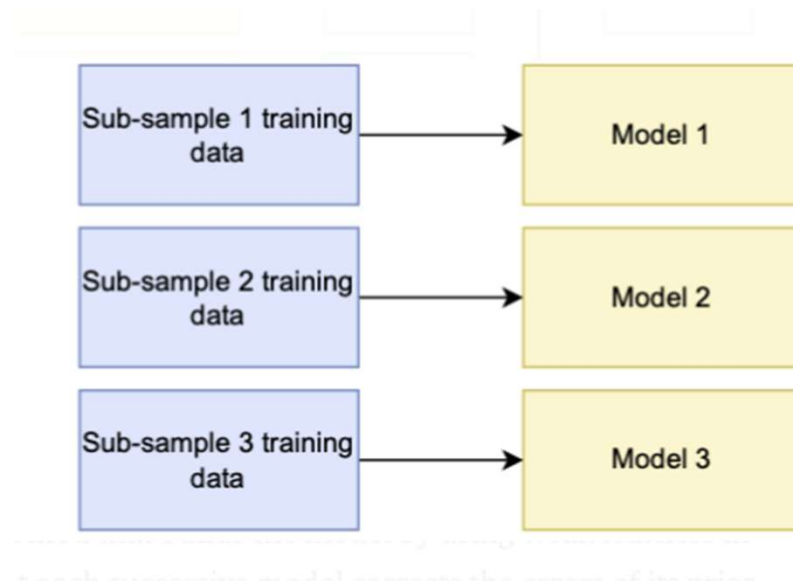 Sub-sample 1 training
data
Model 1
Sub-sample 2 training
data
Model 2
Sub-sample 3 training
data
Model 3